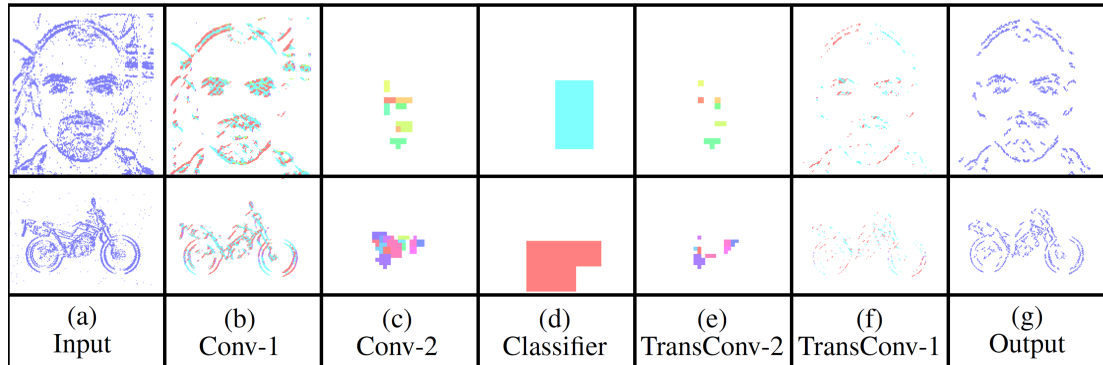 (a) (b) (c) (d) (e) (f) (g)
Input Conv-1 Conv-2 Classifier TransConv-2 TransConv-1 Output